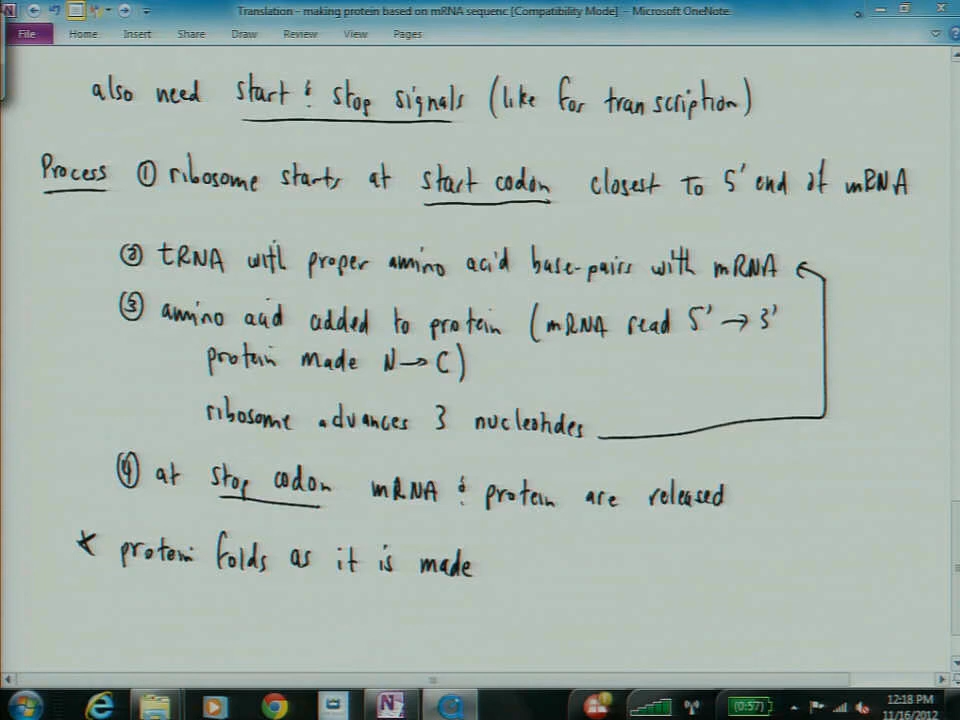 Translation – making protein based on mRNA sequenc [Compatibility Mode] – Microsoft OneNote
File Home Insert Share Draw Review View Pages
also need start & stop signals (like for transcription)
Process ① ribosome starts at start codon closest to 5' end of mRNA
② tRNA with proper amino acid base-pairs with mRNA
③ amino acid added to protein (mRNA read 5' → 3'
protein made N → C)
ribosome advances 3 nucleotides
④ at stop codon mRNA & protein are released
* protein folds as it is made
(0:57)
12:18 PM
11/16/2012